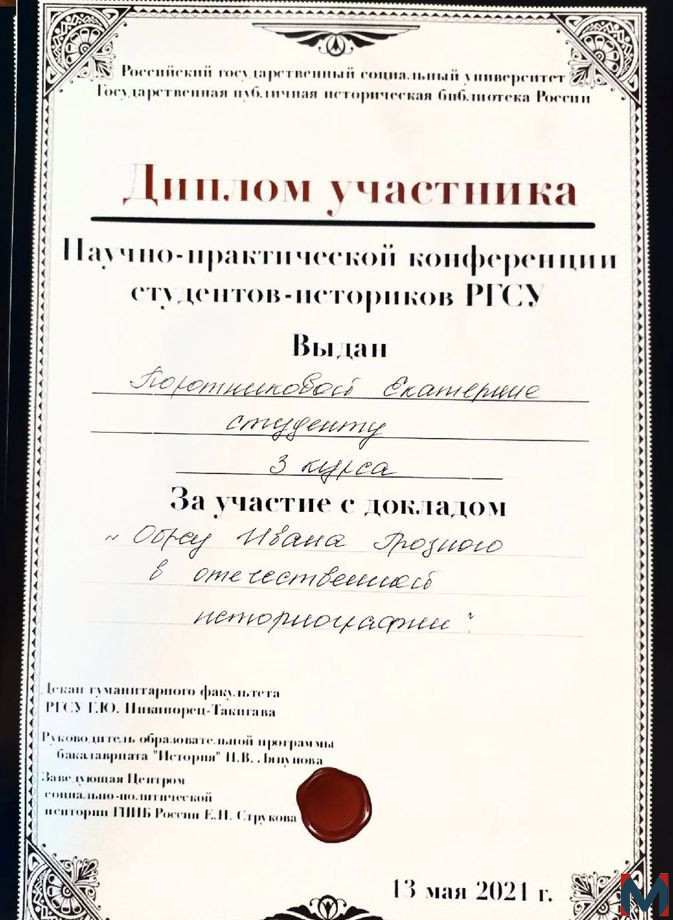 Российский государственный социальный университет
Государственная публичная историческая библиотека России
Диплом участника
Научно-практической конференции
студентов-историков РГСУ
Выдан
Поротниковой Екатерине
студенту
3 курса
За участие с докладом
"Образ Ивана Грозного
в отечественной
историографии".
Декан гуманитарного факультета
РГСУ Г.Ю. Никипорец-Такигава
Руководитель образовательной программы
бакалавриата "История" Н.В. Ляпунова
Заведующая Центром
социально-политической
истории ГПИБ России Е.Н. Струкова
13 мая 2021 г.
M